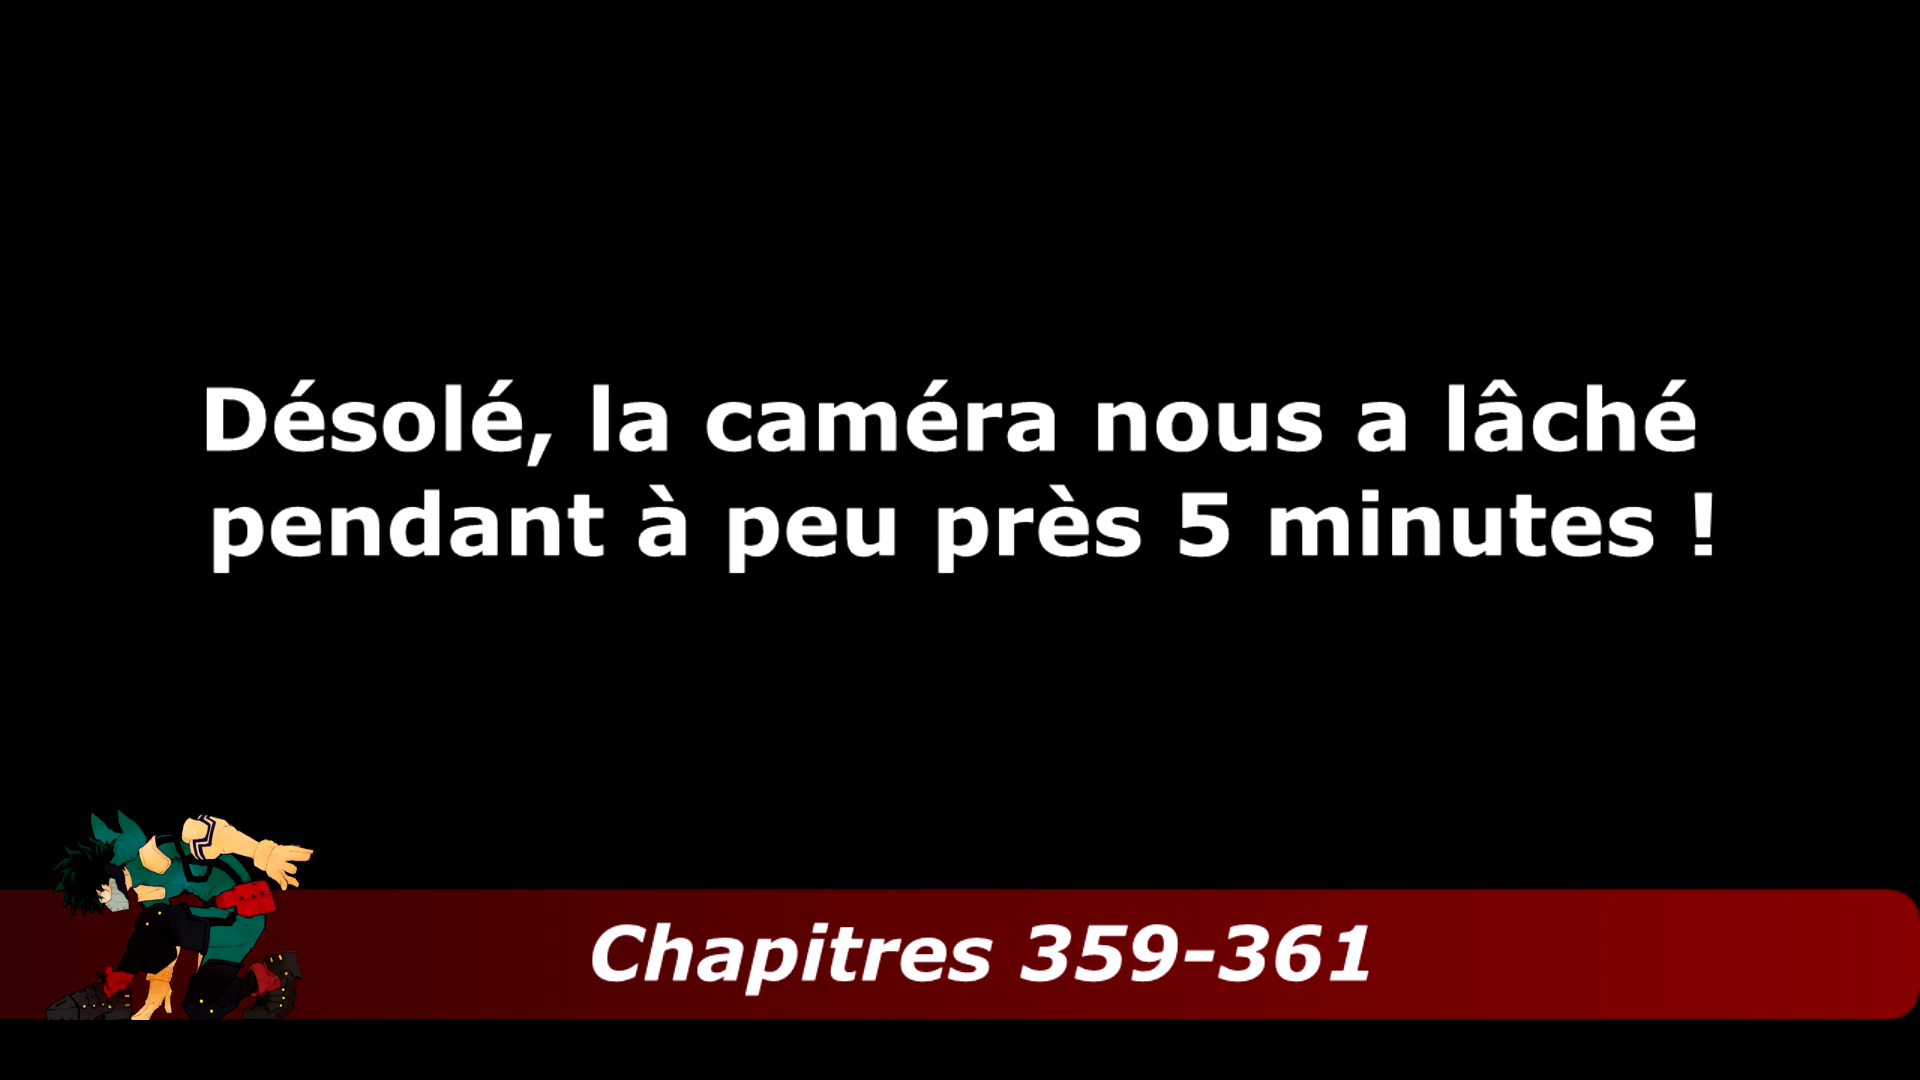 Désolé, la caméra nous a lâché
pendant à peu près 5 minutes !
Chapitres 359-361